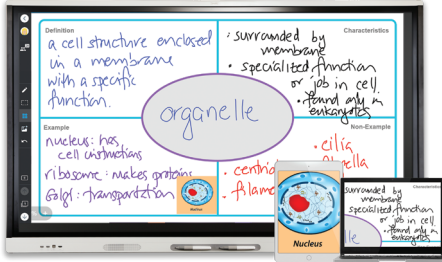 Definition
a cell structure enclosed
in a membrane
with a specific
function.
Characteristics
• surrounded by
membrane
• specialized function
or job in cell.
• found only in
eukaryotes
organelle
Example
nucleus: has
cell instructions
ribosome: makes proteins
Golgi: transportation
Nucleus
Non-Example
• cilia
• 
• filame
Nucleus
Characteristics
surrounded by
membrane
specialized function
or job in cell.
• found only in
eukaryotes